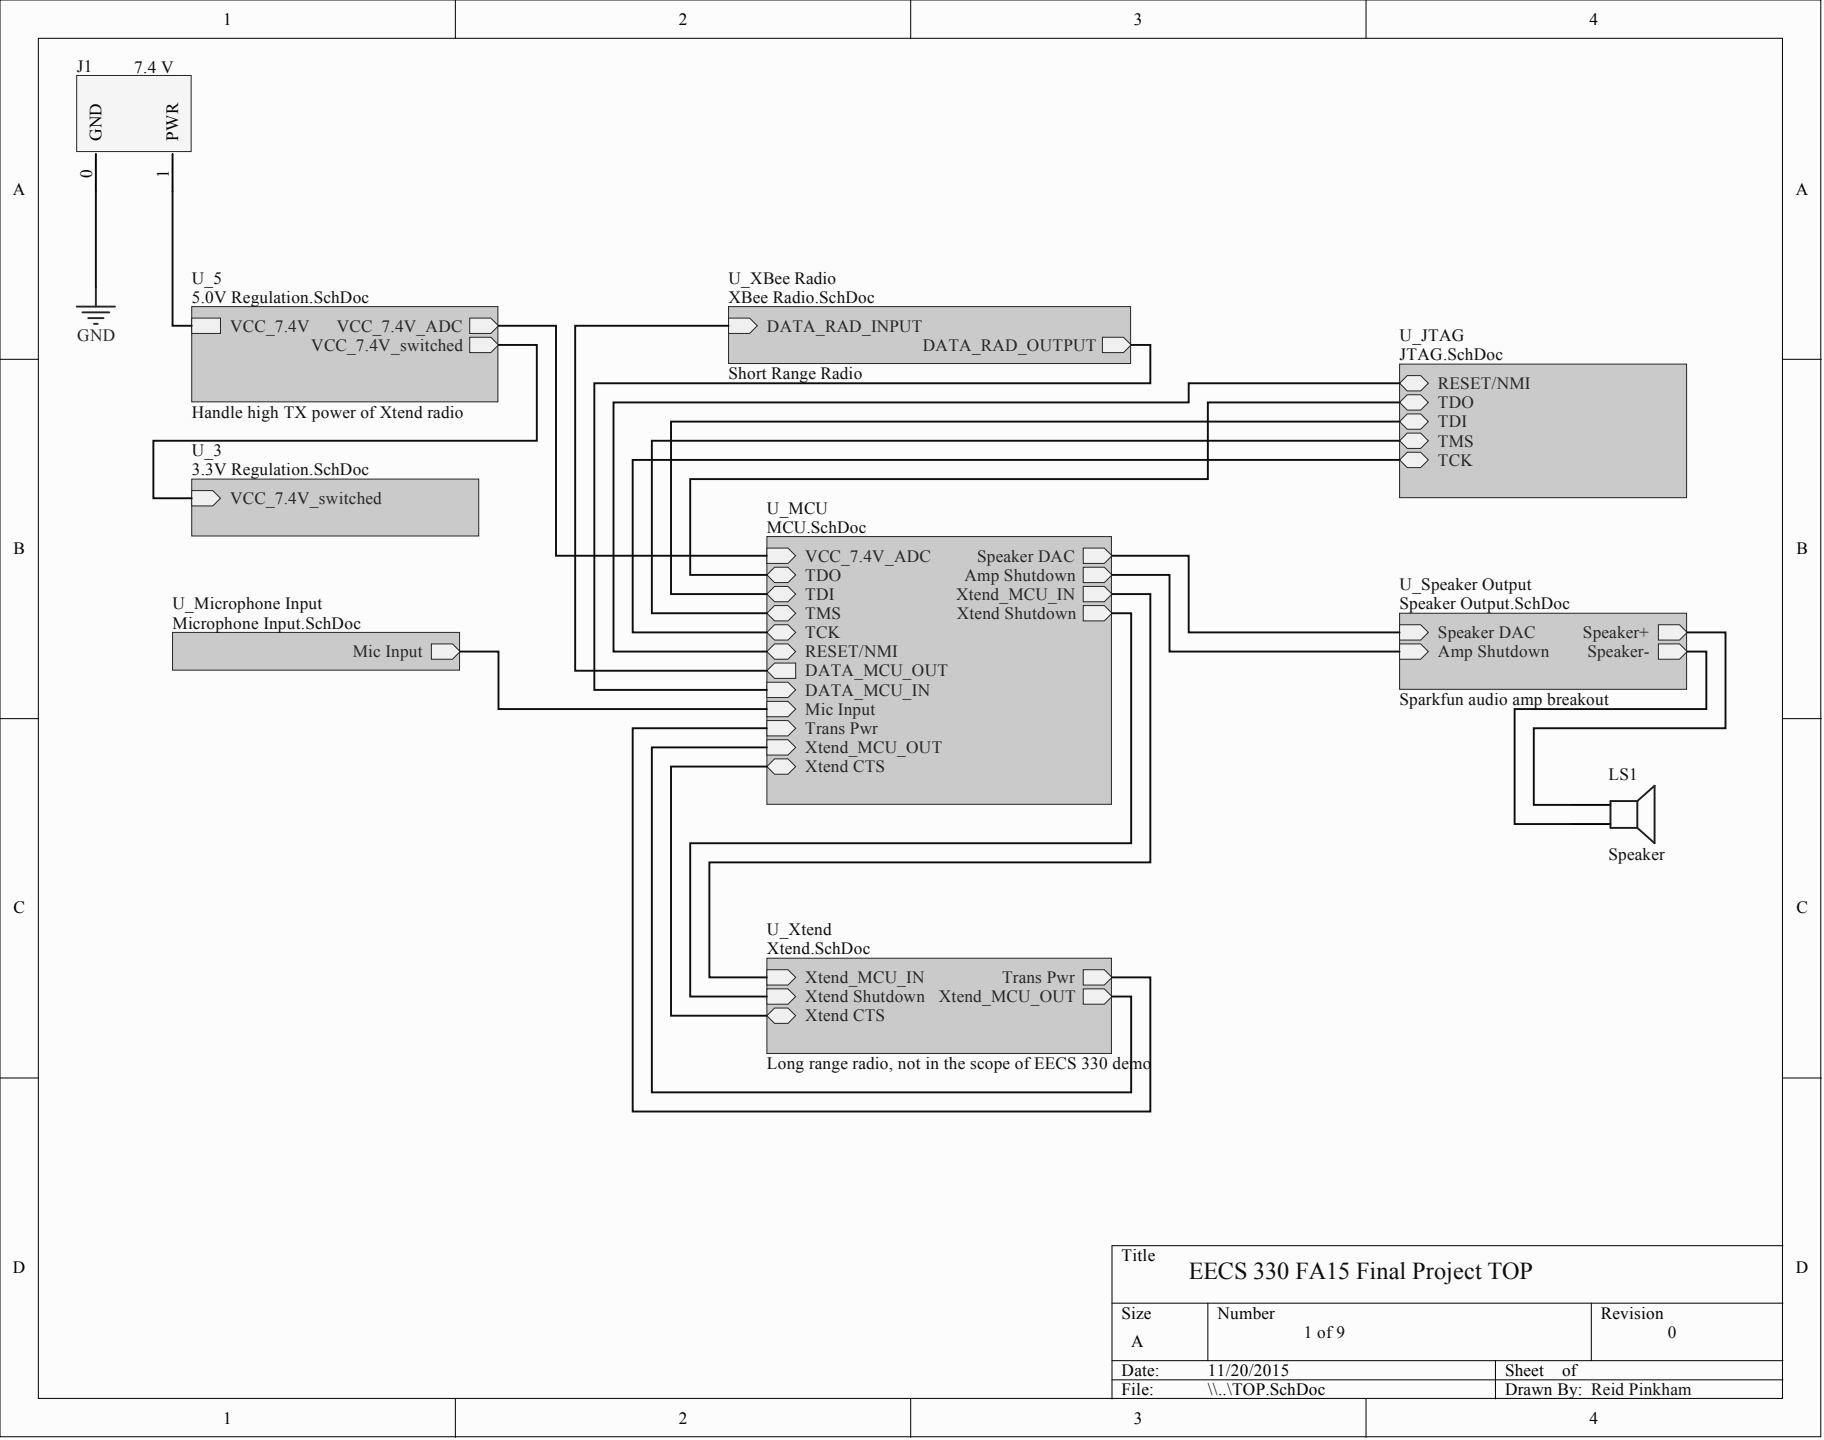 1 2 3 4
J1 7.4 V
GND PWR
0 1
A A
GND
U_5
5.0V Regulation.SchDoc
VCC_7.4V VCC_7.4V_ADC
VCC_7.4V_switched
Handle high TX power of Xtend radio
U_XBee Radio
XBee Radio.SchDoc
DATA_RAD_INPUT
DATA_RAD_OUTPUT
Short Range Radio
U_JTAG
JTAG.SchDoc
RESET/NMI
TDO
TDI
TMS
TCK
U_3
3.3V Regulation.SchDoc
VCC_7.4V_switched
B B
U_Microphone Input
Microphone Input.SchDoc
Mic Input
U_MCU
MCU.SchDoc
VCC_7.4V_ADC Speaker DAC
TDO Amp Shutdown
TDI Xtend_MCU_IN
TMS Xtend Shutdown
TCK
RESET/NMI
DATA_MCU_OUT
DATA_MCU_IN
Mic Input
Trans Pwr
Xtend_MCU_OUT
Xtend CTS
U_Speaker Output
Speaker Output.SchDoc
Speaker DAC Speaker+
Amp Shutdown Speaker-
Sparkfun audio amp breakout
LS1
Speaker
C C
U_Xtend
Xtend.SchDoc
Xtend_MCU_IN Trans Pwr
Xtend Shutdown Xtend_MCU_OUT
Xtend CTS
Long range radio, not in the scope of EECS 330 demo
D D
Title
EECS 330 FA15 Final Project TOP
Size Number Revision
A 1 of 9 0
Date: 11/20/2015 Sheet of
File: \\..\TOP.SchDoc Drawn By: Reid Pinkham
1 2 3 4